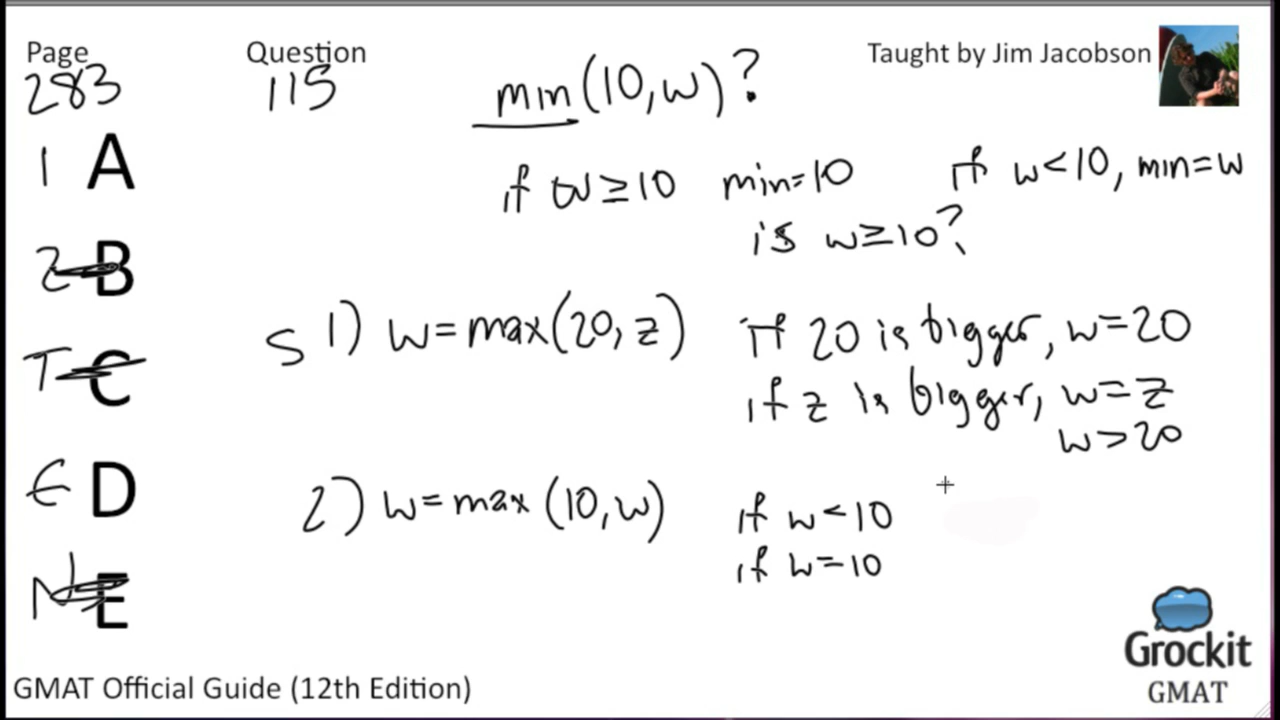 Page
Question
Taught by Jim Jacobson
283
115
min(10,w)?
1 A
if w≥10 min=10
if w<10, min=w
is w≥10?
2 B
S 1) w=max(20,z)
if 20 is bigger, w=20
T C
if z is bigger, w=z
w>20
E D
2) w=max(10,w)
if w<10
if w=10
N E
GMAT Official Guide (12th Edition)
Grockit
GMAT